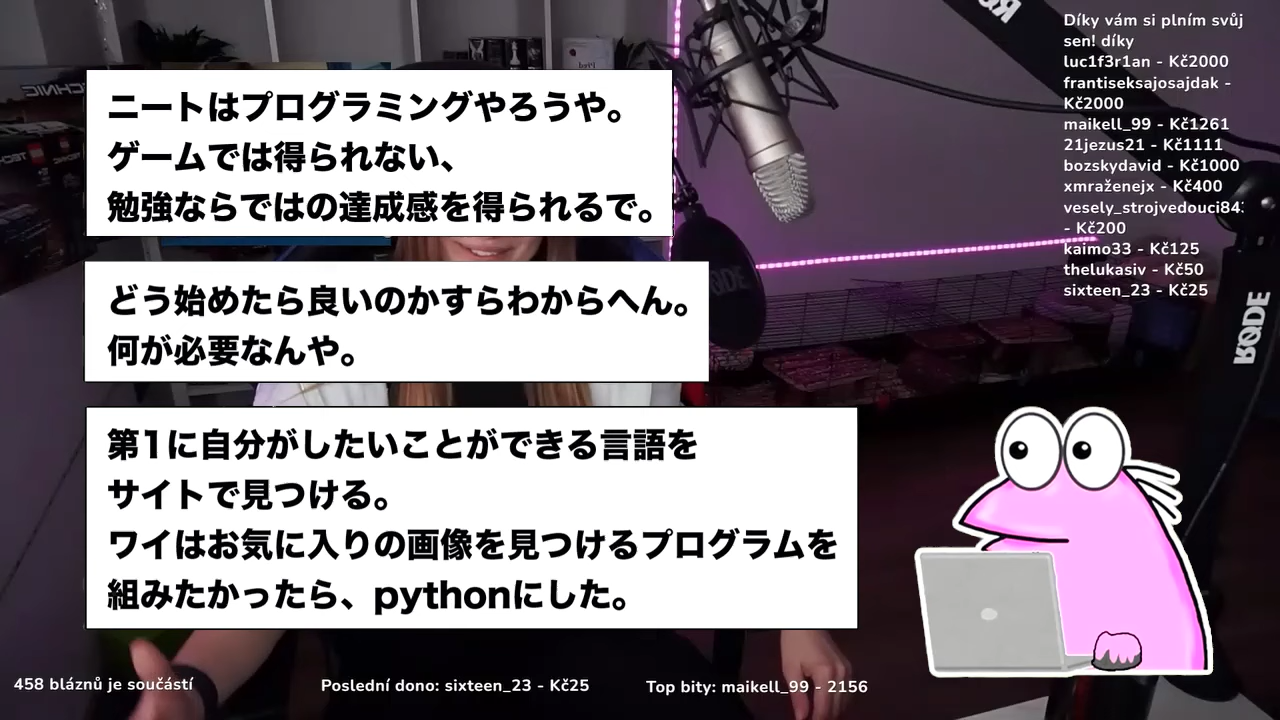 ニートはプログラミングやろうや。
ゲームでは得られない、
勉強ならではの達成感を得られるで。
どう始めたら良いのかすらわからへん。
何が必要なんや。
第1に自分がしたいことができる言語を
サイトで見つける。
ワイはお気に入りの画像を見つけるプログラムを
組みたかったら、pythonにした。
Díky vám si plním svůj
sen! díky
luc1f3r1an - Kč2000
frantiseksajosajdak -
Kč2000
maikell_99 - Kč1261
21jezus21 - Kč1111
bozskydavid - Kč1000
xmraženejx - Kč400
vesely_strojvedouci84
- Kč200
kaimo33 - Kč125
thelukasiv - Kč50
sixteen_23 - Kč25
RØDE
RØDE
458 bláznů je součástí
Poslední dono: sixteen_23 - Kč25
Top bity: maikell_99 - 2156